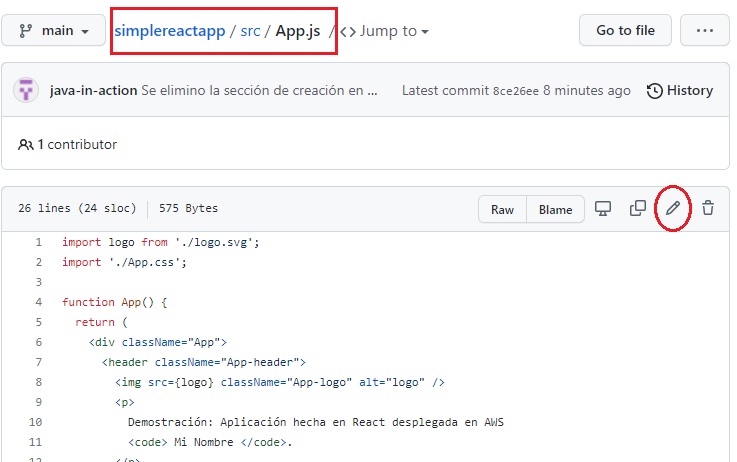 main simplereactapp / src / App.js / <> Jump to Go to file ...
java-in-action Se elimino la sección de creación en ... Latest commit 8ce26ee 8 minutes ago History
1 contributor
26 lines (24 sloc) 575 Bytes Raw Blame
1 import logo from './logo.svg';
2 import './App.css';
3
4 function App() {
5 return (
6 <div className="App">
7 <header className="App-header">
8 <img src={logo} className="App-logo" alt="logo" />
9 <p>
10 Demostración: Aplicación hecha en React desplegada en AWS
11 <code> Mi Nombre </code>.
12 </p>